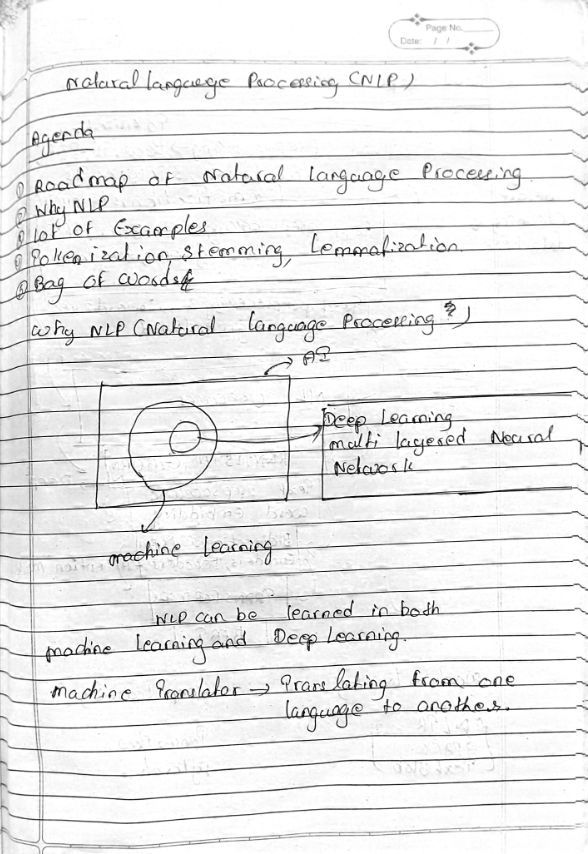 Page No.
Date: / /
Natural language Processing (NLP)
Agenda
① Roadmap of Natural language Processing
② Why NLP
③ lot of Examples
④ Tokenization, Stemming, Lemmatization
⑤ Bag of words
Why NLP (Natural language Processing?)
AI
Deep Learning
multi layered Neural
Network
machine Learning
NLP can be learned in both
machine Learning and Deep Learning.
machine Translator → Translating from one
language to another.